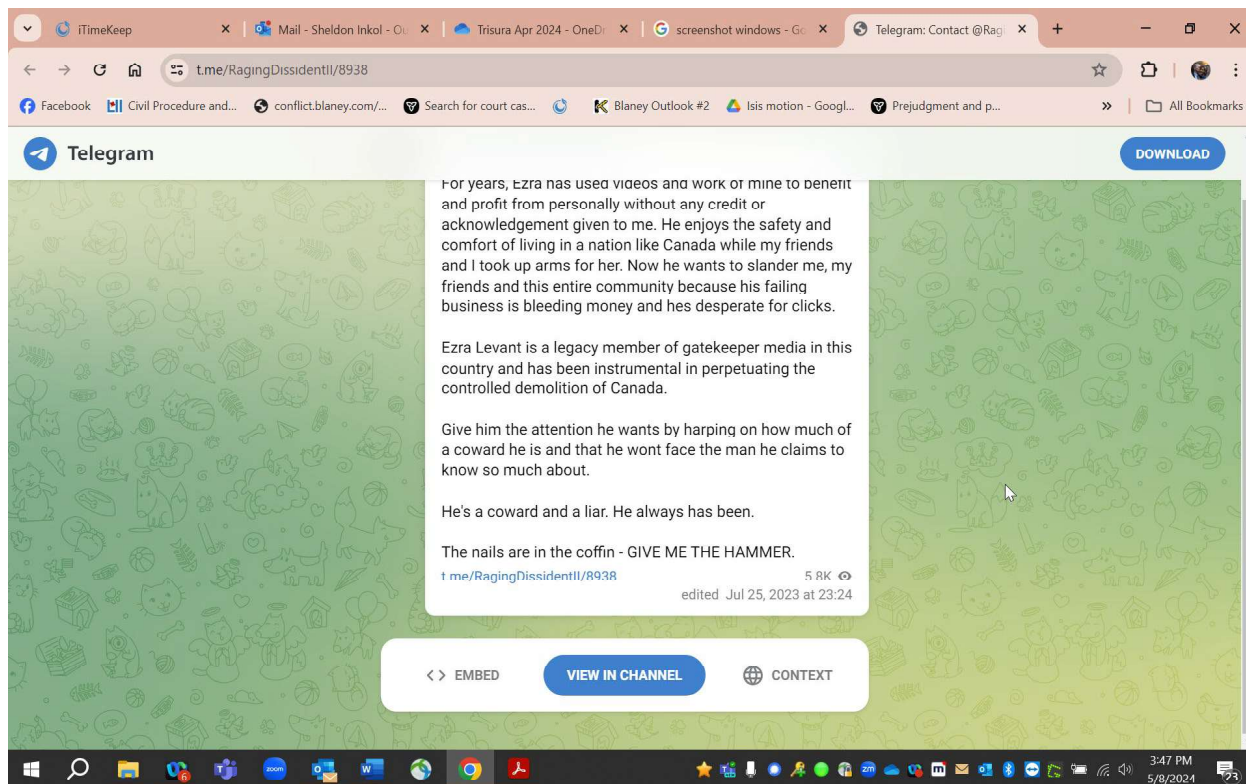 iTimeKeep
Mail - Sheldon Inkol - Ou
Trisura Apr 2024 - OneDr
screenshot windows - Go
Telegram: Contact @Ragi
t.me/RagingDissidentII/8938
Facebook
Civil Procedure and...
conflict.blaney.com/...
Search for court cas...
Blaney Outlook #2
Isis motion - Googl...
Prejudgment and p...
»
All Bookmarks
Telegram
DOWNLOAD
For years, Ezra has used videos and work of mine to benefit
and profit from personally without any credit or
acknowledgement given to me. He enjoys the safety and
comfort of living in a nation like Canada while my friends
and I took up arms for her. Now he wants to slander me, my
friends and this entire community because his failing
business is bleeding money and hes desperate for clicks.
Ezra Levant is a legacy member of gatekeeper media in this
country and has been instrumental in perpetuating the
controlled demolition of Canada.
Give him the attention he wants by harping on how much of
a coward he is and that he wont face the man he claims to
know so much about.
He's a coward and a liar. He always has been.
The nails are in the coffin - GIVE ME THE HAMMER.
t.me/RagingDissidentII/8938 5.8K
edited Jul 25, 2023 at 23:24
<> EMBED
VIEW IN CHANNEL
CONTEXT
zoom
zm
3:47 PM
5/8/2024
23